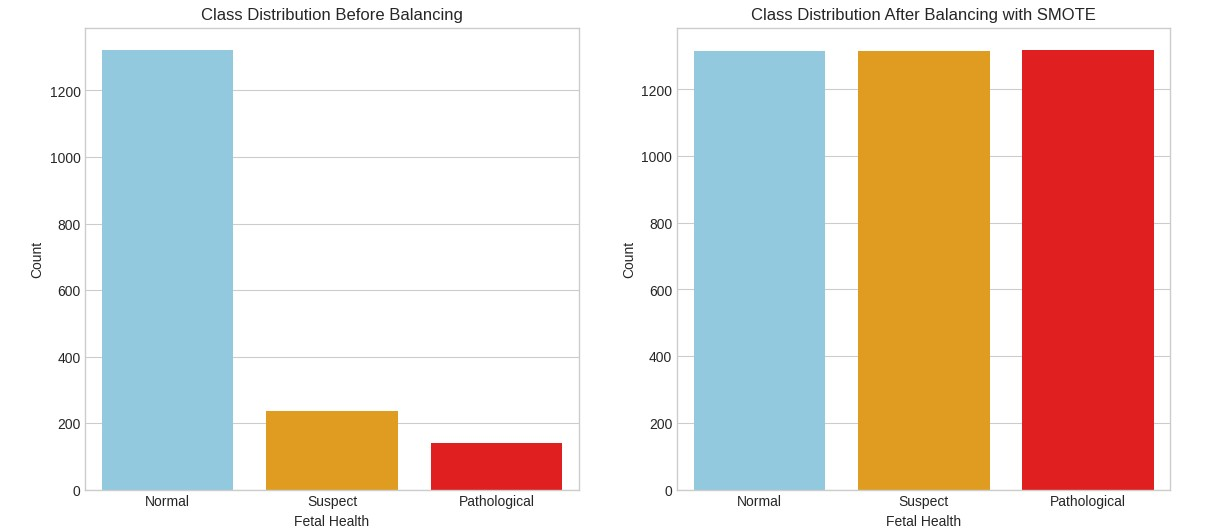 Class Distribution Before Balancing
1200
1000
800
600
400
200
0
Count
Normal
Suspect
Pathological
Fetal Health
Class Distribution After Balancing with SMOTE
1200
1000
800
600
400
200
0
Count
Normal
Suspect
Pathological
Fetal Health